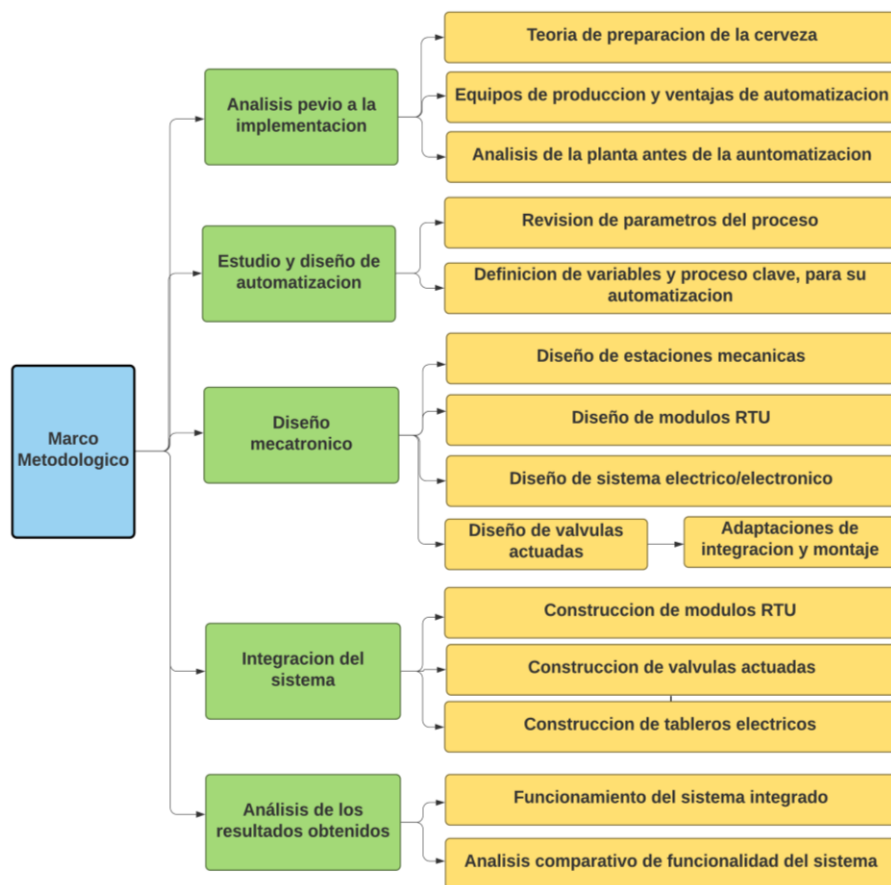 Marco
Metodologico
Analisis pevio a la
implementacion
Teoria de preparacion de la cerveza
Equipos de produccion y ventajas de automatizacion
Analisis de la planta antes de la auntomatizacion
Estudio y diseño de
automatizacion
Revision de parametros del proceso
Definicion de variables y proceso clave, para su
automatizacion
Diseño
mecatronico
Diseño de estaciones mecanicas
Diseño de modulos RTU
Diseño de sistema electrico/electronico
Diseño de valvulas
actuadas
Adaptaciones de
integracion y montaje
Integracion del
sistema
Construccion de modulos RTU
Construccion de valvulas actuadas
Construccion de tableros electricos
Análisis de los
resultados obtenidos
Funcionamiento del sistema integrado
Analisis comparativo de funcionalidad del sistema